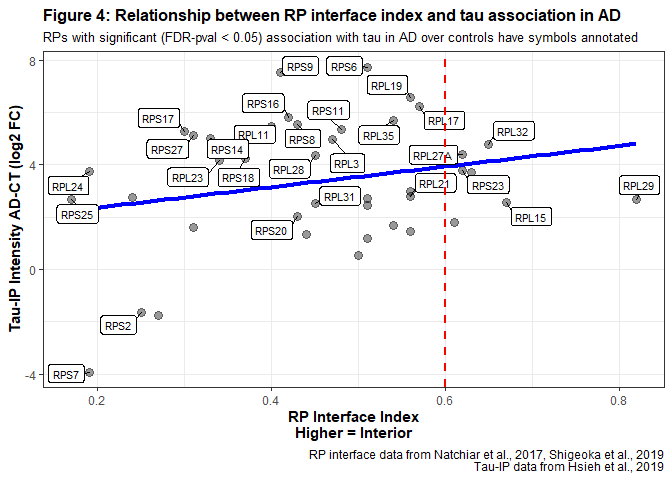 Figure 4: Relationship between RP interface index and tau association in AD
RPs with significant (FDR-pval < 0.05) association with tau in AD over controls have symbols annotated
Tau-IP Intensity AD-CT (log2 FC)
8
4
0
-4
RPS9
RPS6
RPL19
RPS16
RPS11
RPL17
RPS17
RPL11
RPS8
RPL35
RPL32
RPS27
RPS14
RPL3
RPL27A
RPL24
RPL23
RPS18
RPL28
RPL21
RPS23
RPL29
RPS25
RPL31
RPL15
RPS20
RPS2
RPS7
0.2
0.4
0.6
0.8
RP Interface Index
Higher = Interior
RP interface data from Natchiar et al., 2017, Shigeoka et al., 2019
Tau-IP data from Hsieh et al., 2019